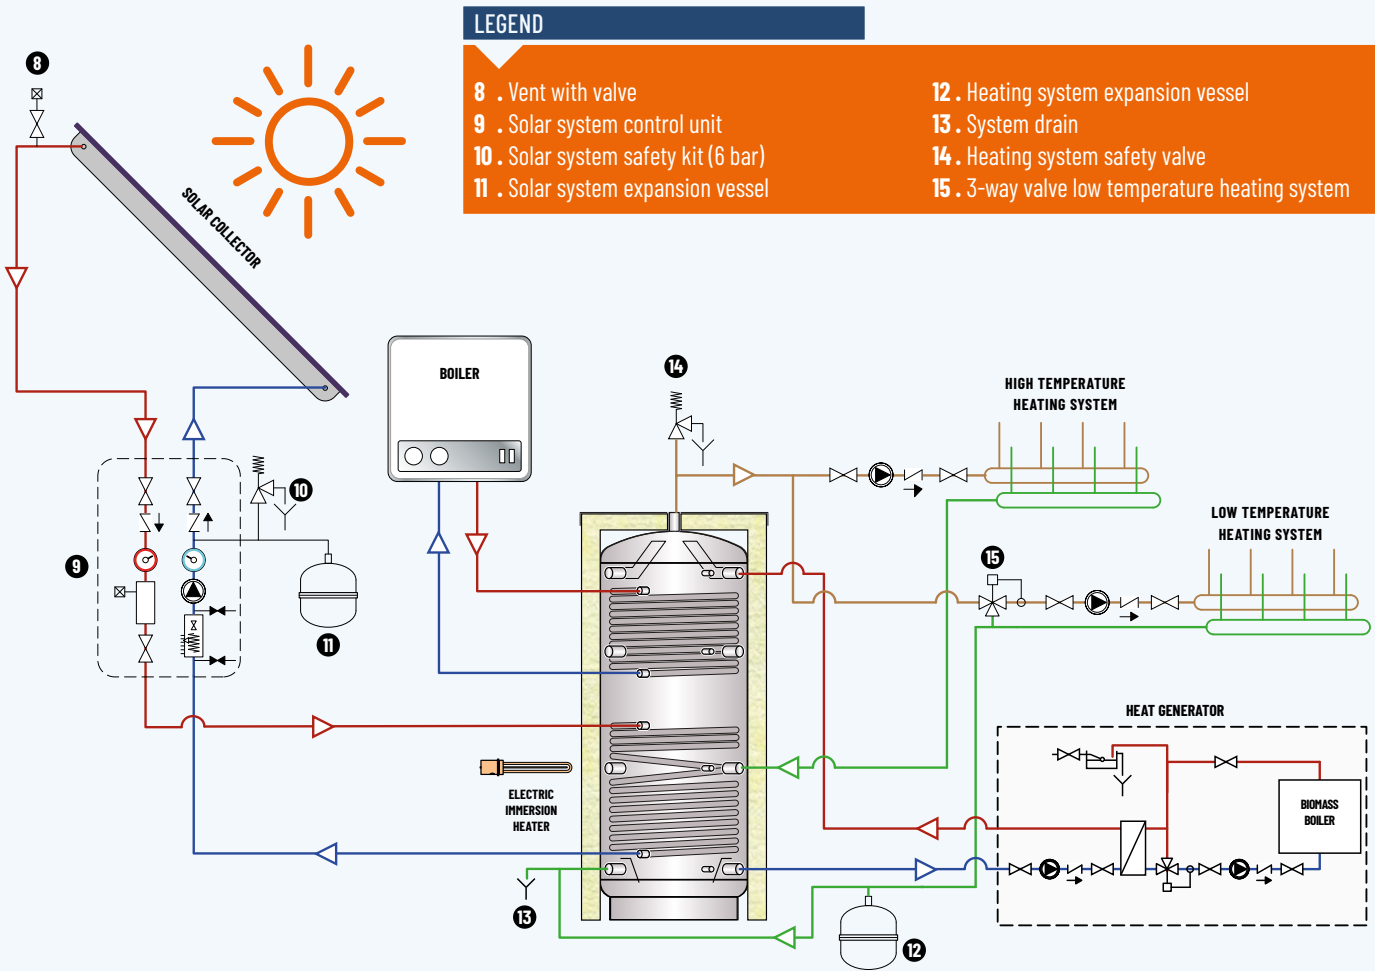 LEGEND
8 . Vent with valve
9 . Solar system control unit
10 . Solar system safety kit (6 bar)
11 . Solar system expansion vessel
12 . Heating system expansion vessel
13 . System drain
14 . Heating system safety valve
15 . 3-way valve low temperature heating system
8
SOLAR COLLECTOR
BOILER
14
HIGH TEMPERATURE
HEATING SYSTEM
10
9
11
LOW TEMPERATURE
HEATING SYSTEM
15
HEAT GENERATOR
BIOMASS
BOILER
ELECTRIC
IMMERSION
HEATER
13
12